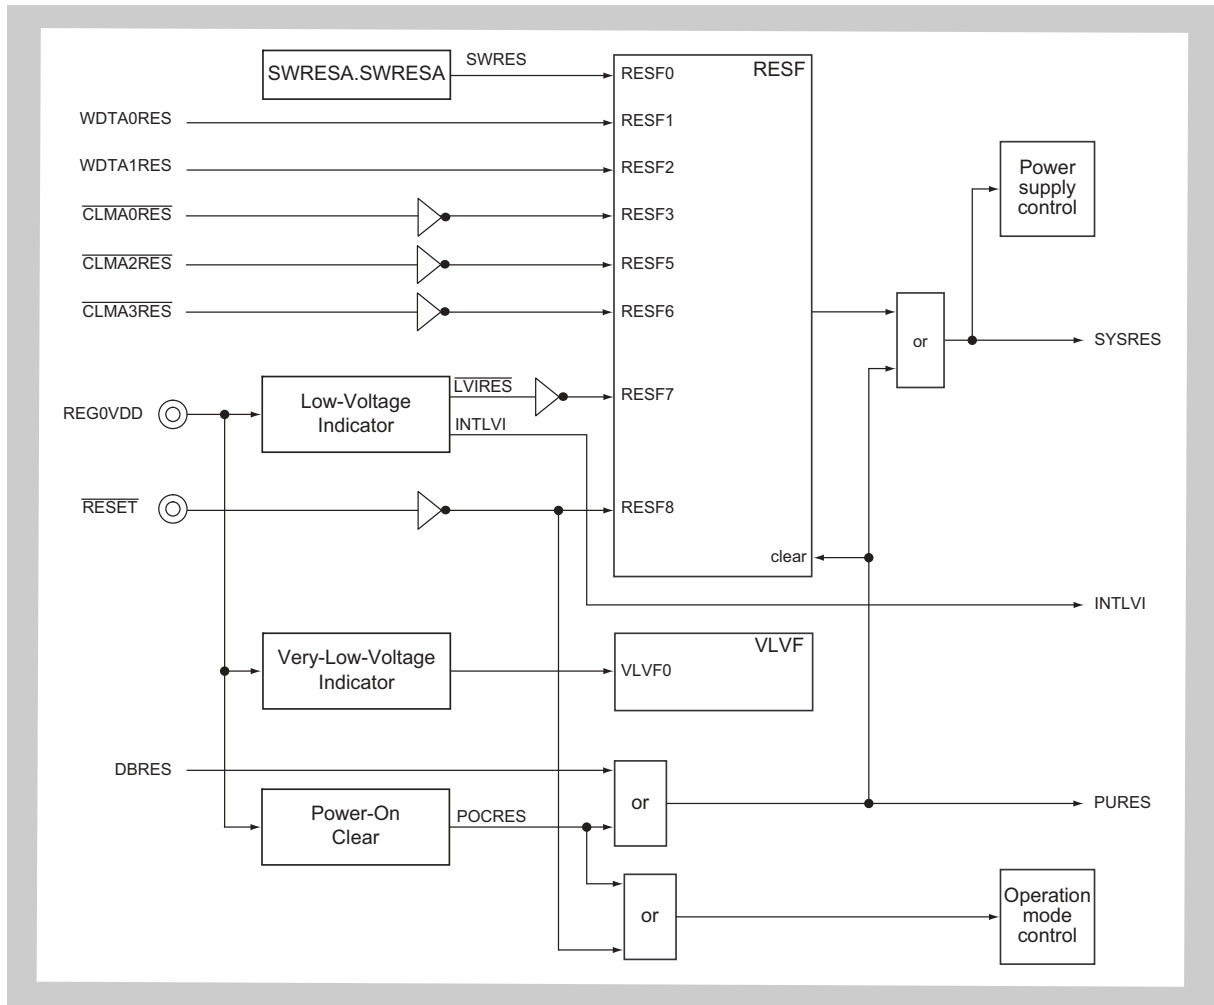 SWRES
SWRESA.SWRESA
RESF0
RESF
WDTA0RES
RESF1
WDTA1RES
RESF2
Power
supply
control
CLMA0RES
RESF3
CLMA2RES
RESF5
CLMA3RES
RESF6
or
SYSRES
LVIRES
RESF7
REG0VDD
Low-Voltage
Indicator
INTLVI
RESET
RESF8
clear
INTLVI
Very-Low-Voltage
Indicator
VLVF
VLVF0
DBRES
or
PURES
Power-On
Clear
POCRES
or
Operation
mode
control